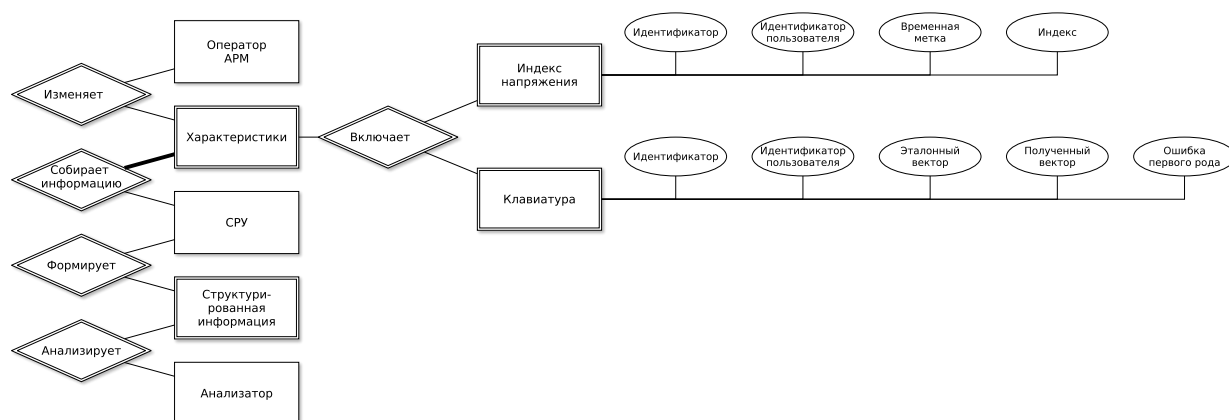 Оператор
АРМ
Изменяет
Характеристики
Собирает
информацию
СРУ
Формирует
Структури-
рованная
информация
Анализирует
Анализатор
Включает
Индекс
напряжения
Идентификатор
Идентификатор
пользователя
Временная
метка
Индекс
Клавиатура
Идентификатор
Идентификатор
пользователя
Эталонный
вектор
Полученный
вектор
Ошибка
первого рода